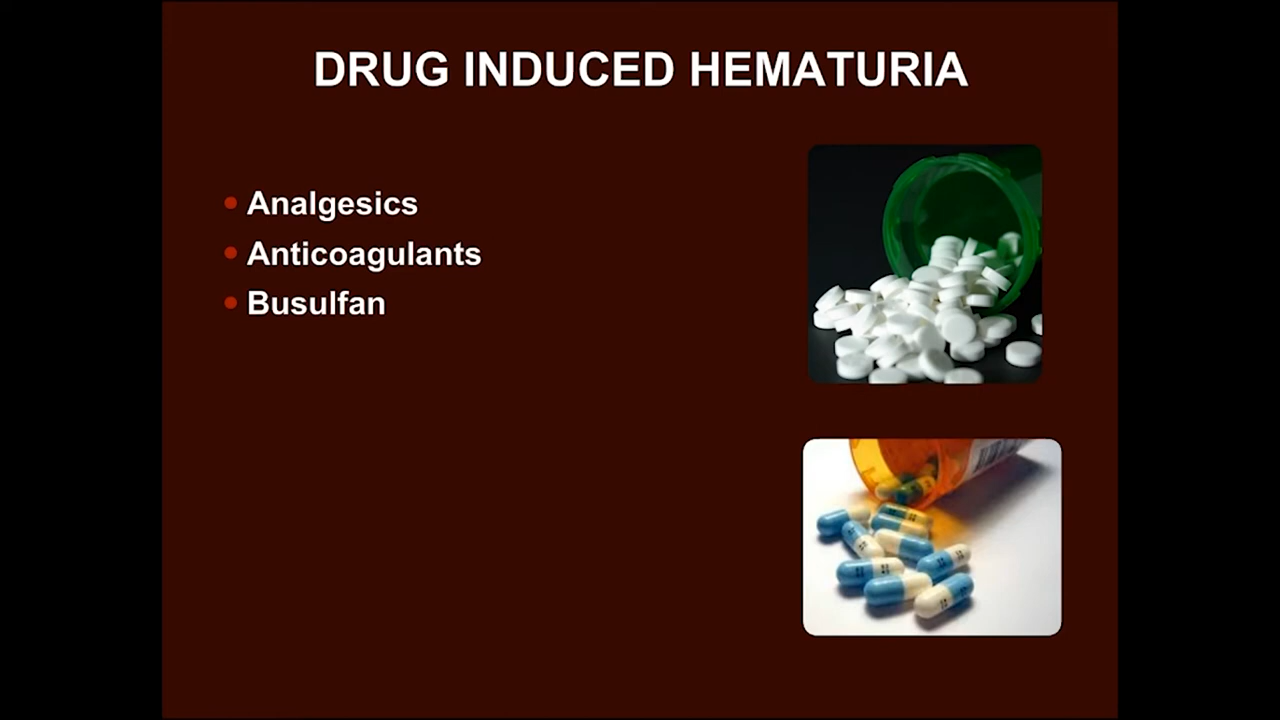 DRUG INDUCED HEMATURIA
Analgesics
Anticoagulants
Busulfan